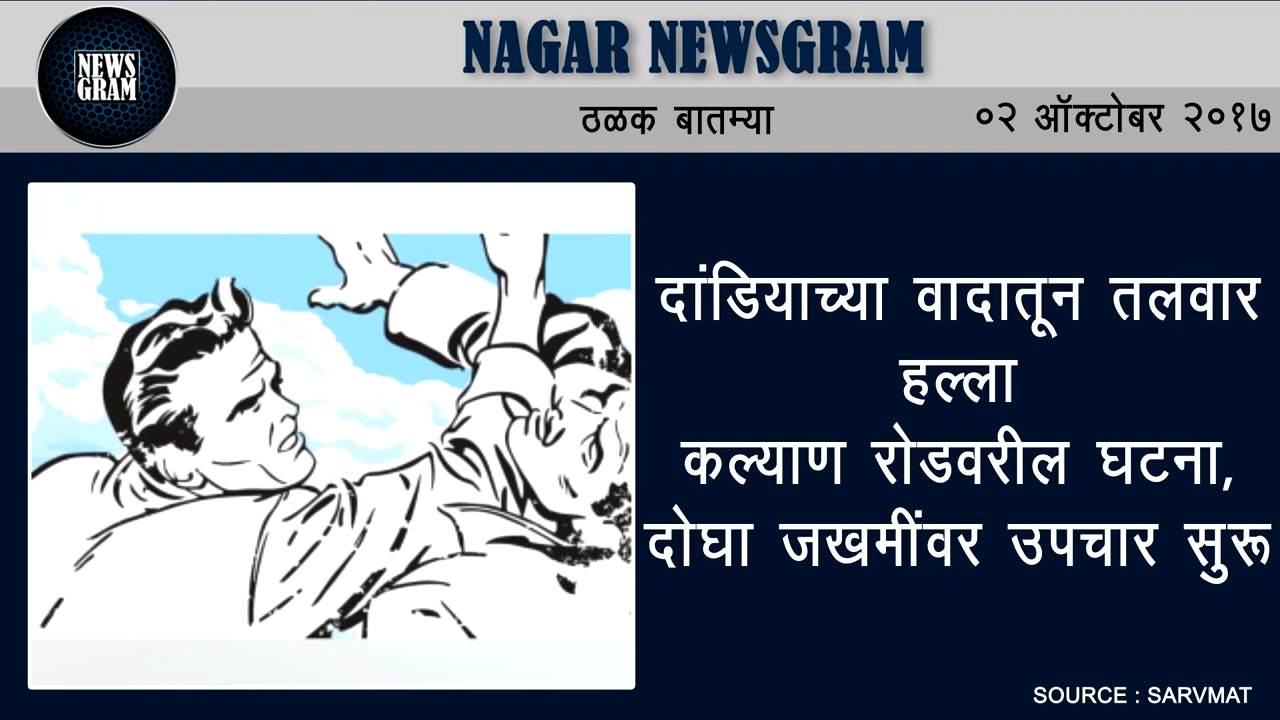 NEWS
GRAM
NAGAR NEWSGRAM
ठळक बातम्या
०२ ऑक्टोबर २०१७
दांडियाच्या वादातून तलवार
हल्ला
कल्याण रोडवरील घटना,
दोघा जखमींवर उपचार सुरू
SOURCE : SARVMAT